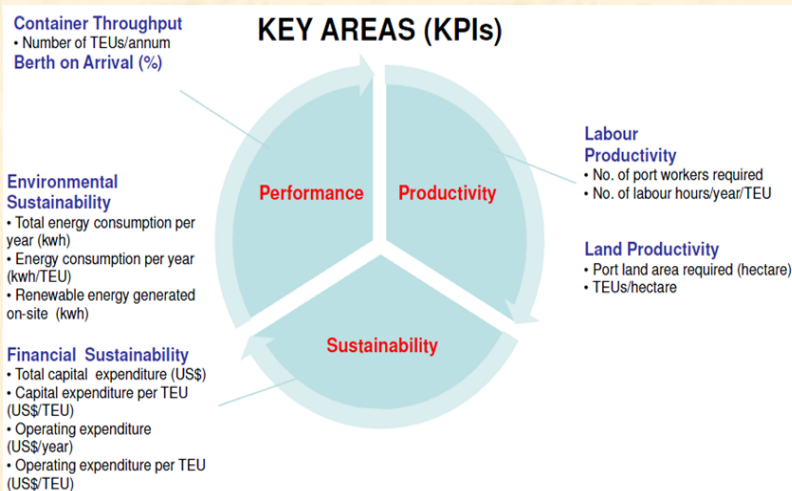 KEY AREAS (KPIs)
Container Throughput
• Number of TEUs/annum
Berth on Arrival (%)
Environmental
Sustainability
• Total energy consumption per
year (kwh)
• Energy consumption per year
(kwh/TEU)
• Renewable energy generated
on-site (kwh)
Financial Sustainability
• Total capital expenditure (US$)
• Capital expenditure per TEU
(US$/TEU)
• Operating expenditure
(US$/year)
• Operating expenditure per TEU
(US$/TEU)
Performance
Productivity
Sustainability
Labour
Productivity
• No. of port workers required
• No. of labour hours/year/TEU
Land Productivity
• Port land area required (hectare)
• TEUs/hectare